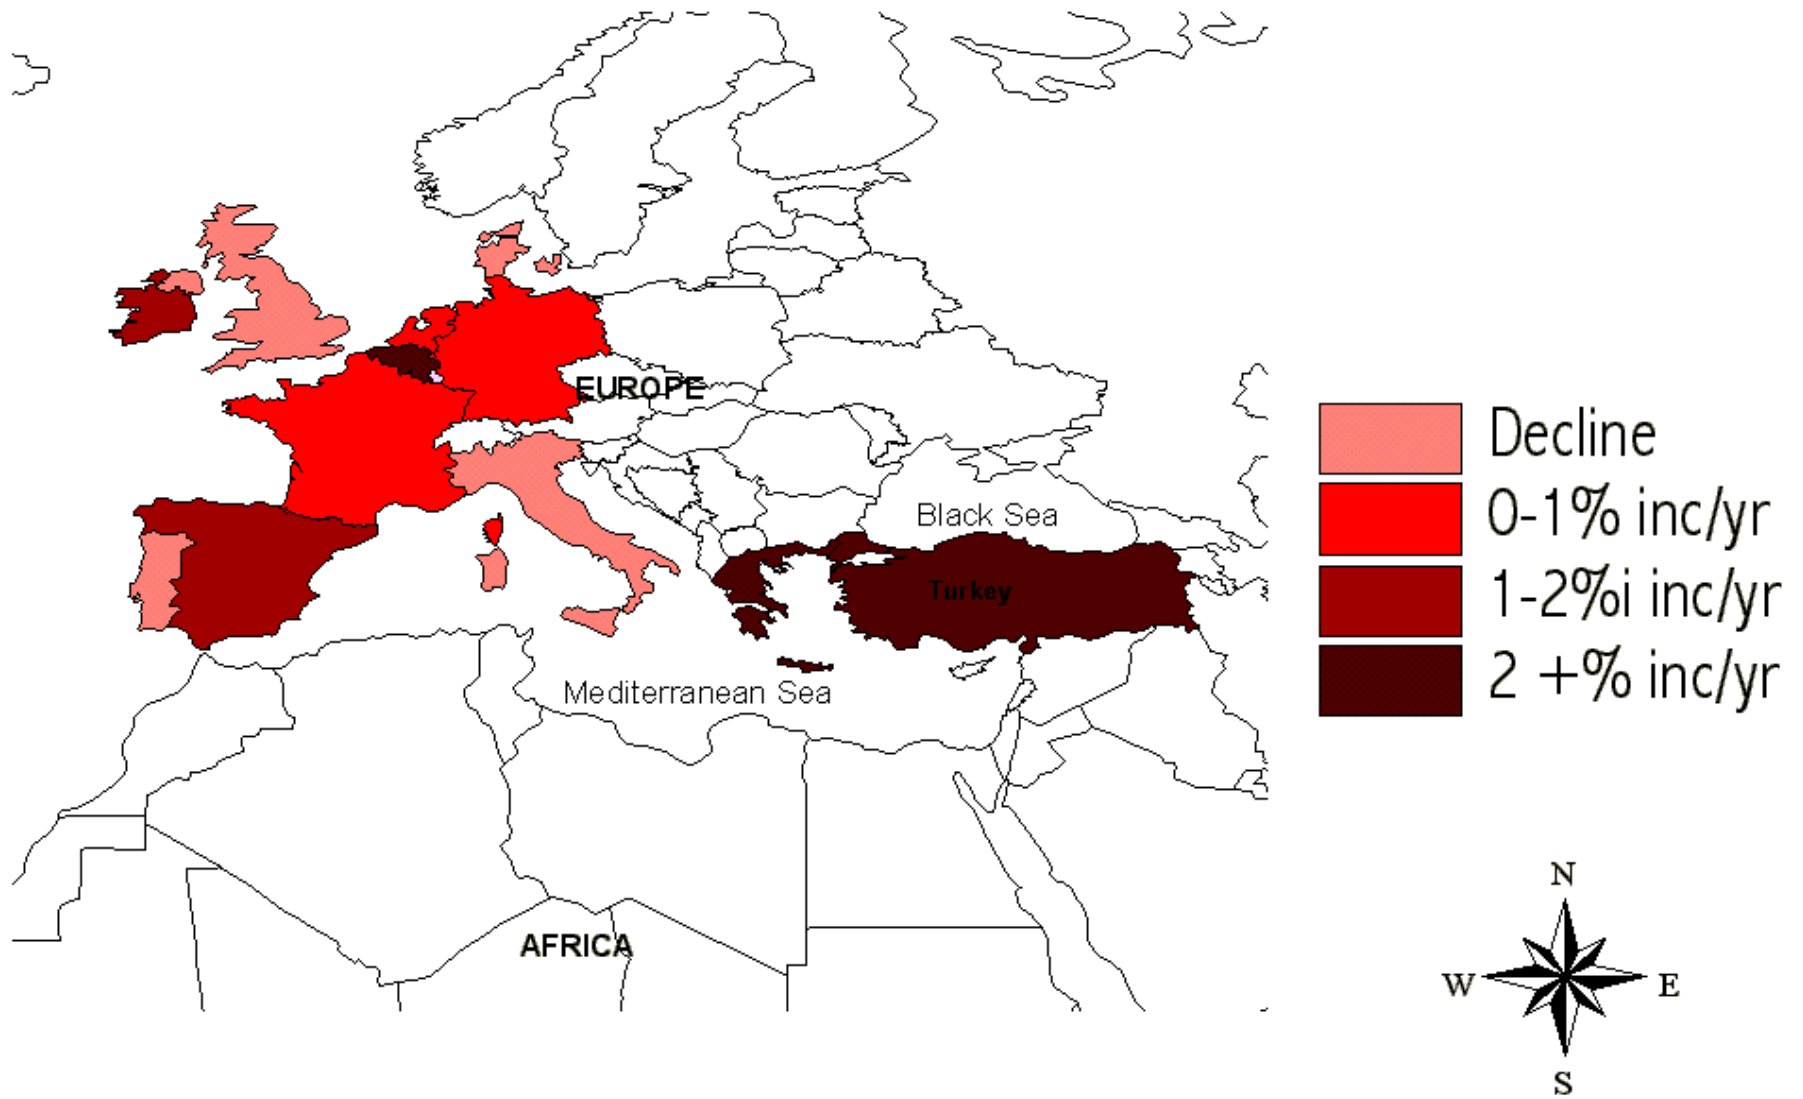 EUROPE
Black Sea
Turkey
Mediterranean Sea
AFRICA
Decline
0-1% inc/yr
1-2%i inc/yr
2 +% inc/yr
N
W
E
S